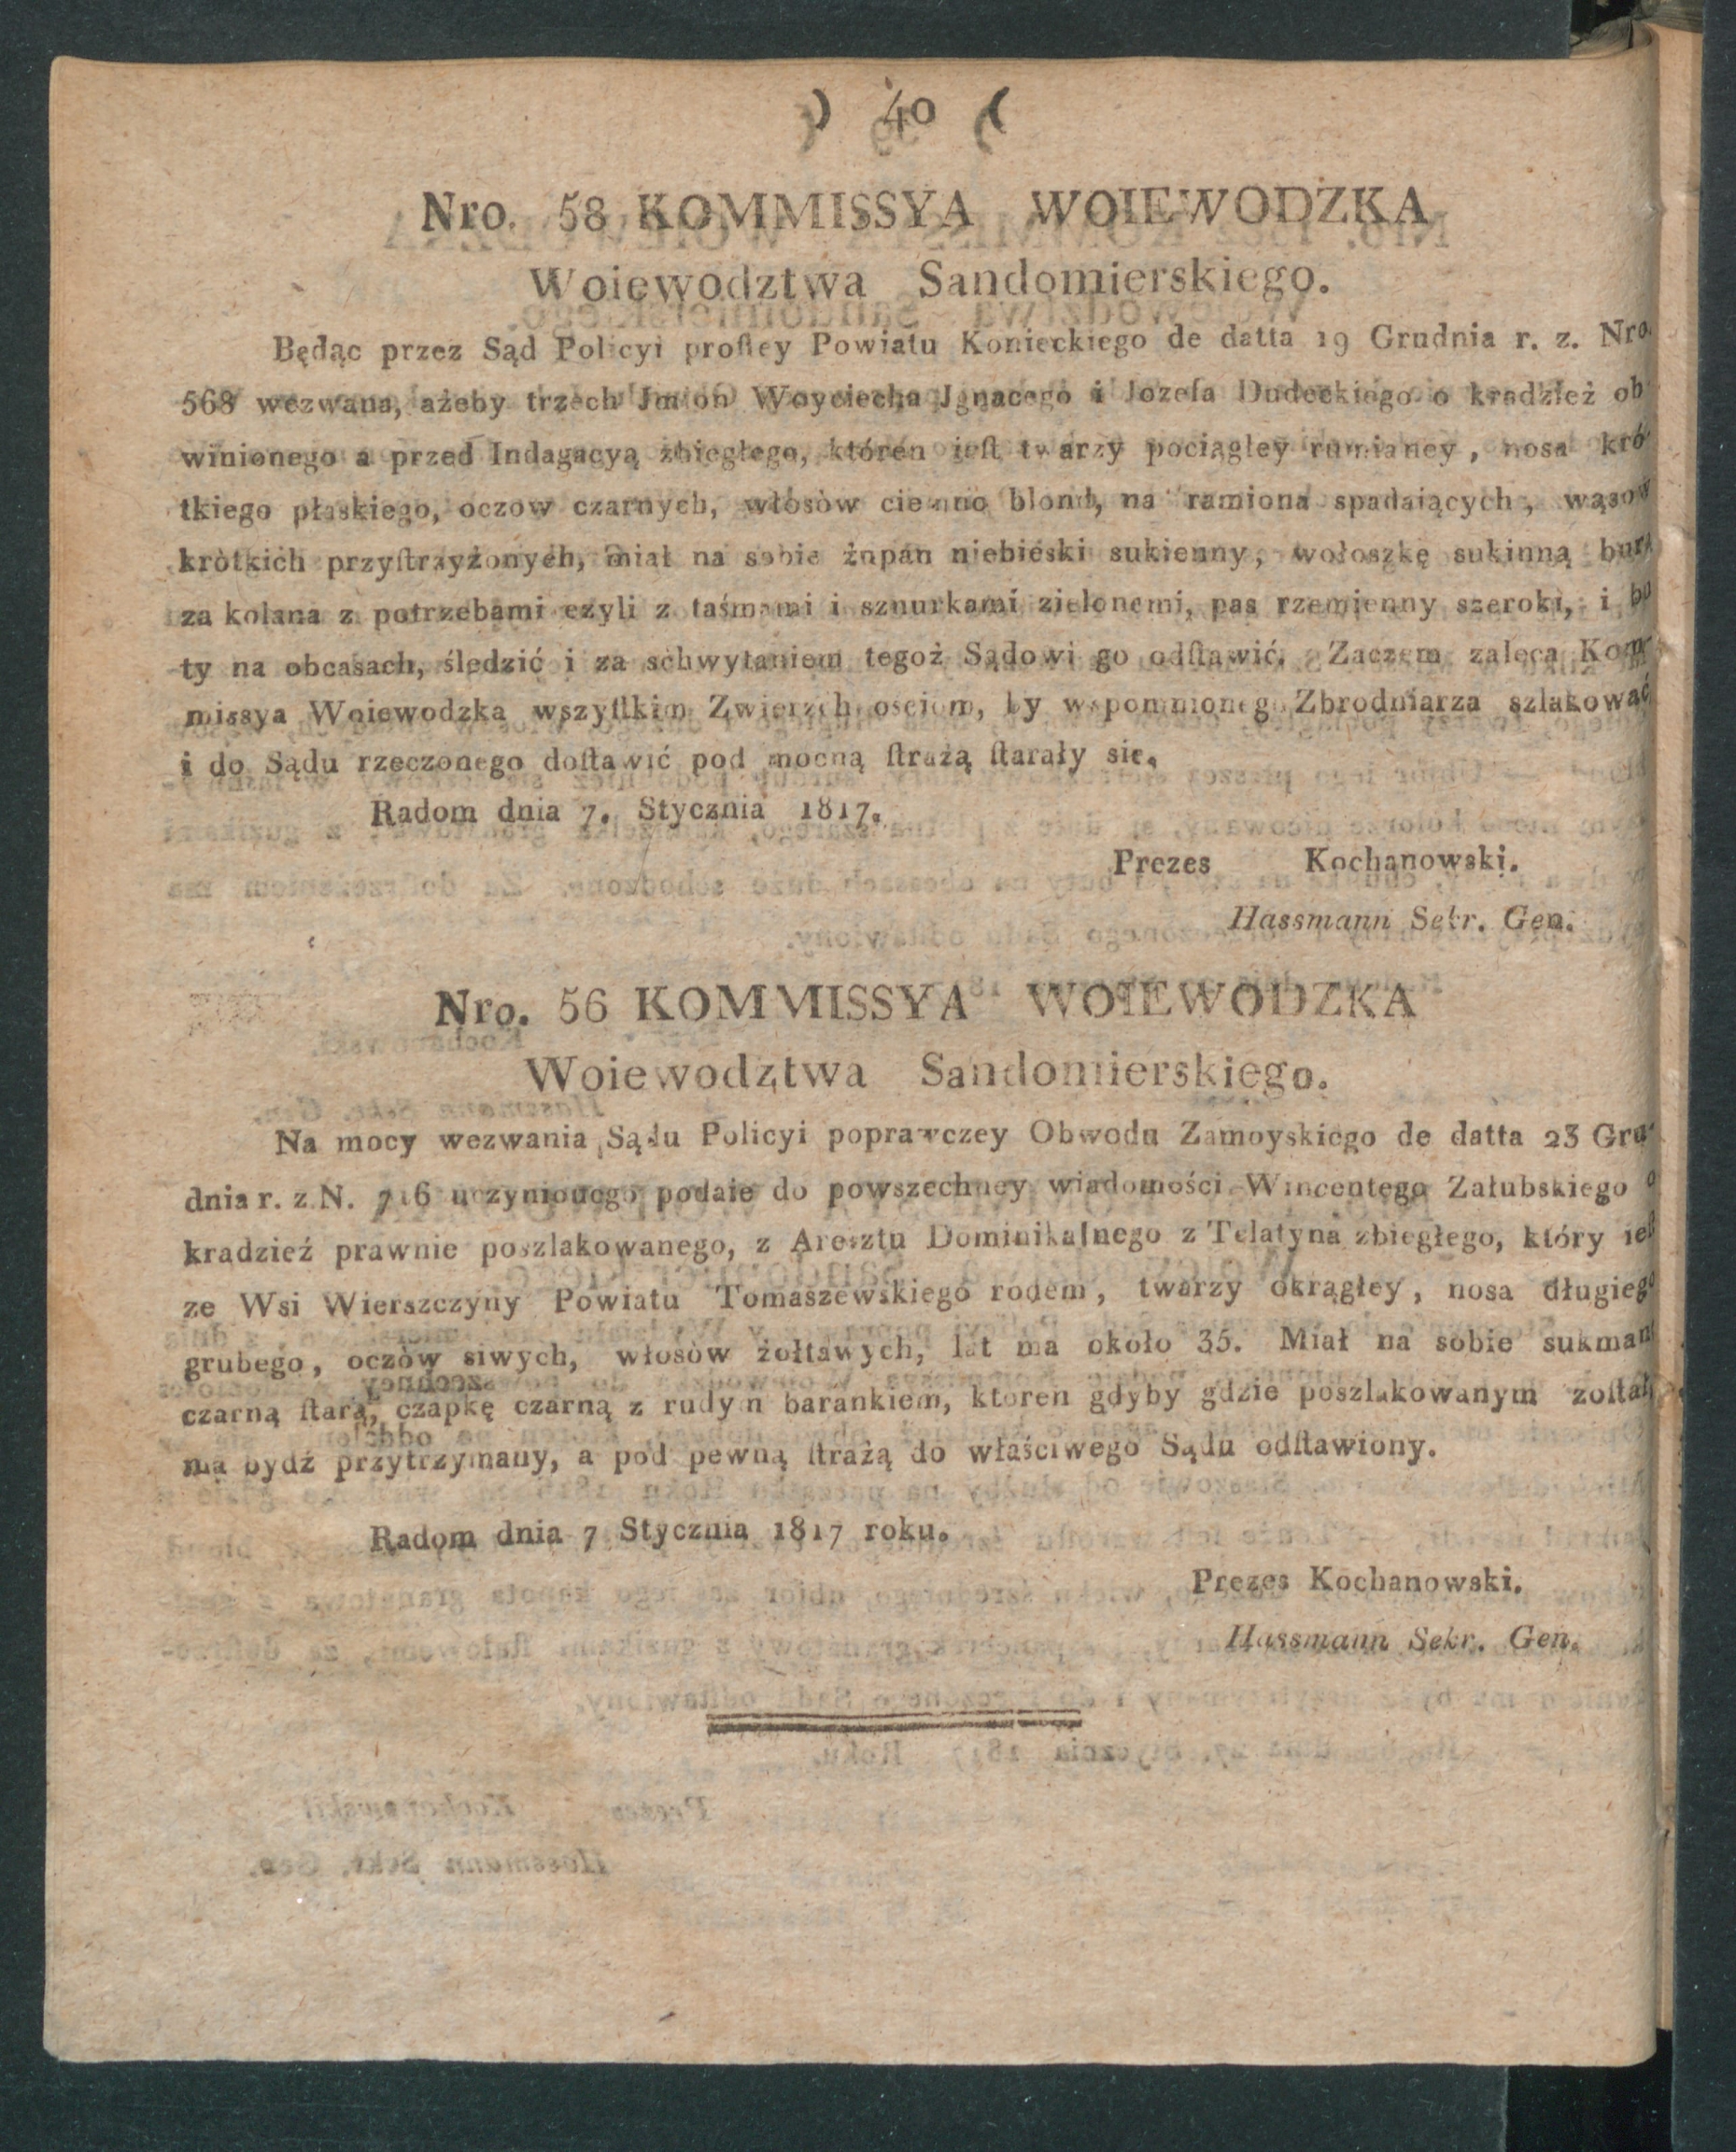 ) 40 (
Nro. 58 KOMMISSYA WOIEWODZKA
Woiewodztwa Sandomierskiego.
Będąc przez Sąd Policyi proſtey Powiatu Konieckiego de datta 19 Grudnia r. z. Nro.
568 wezwana, ażeby trzech Jmion Woyciecha Jgnacego i Jozefa Dudeckiego o kradzież ob
winionego a przed Indagacyą zbiegłego, którén ieſt twarzy pociągłey rumianey, nosa kró-
tkiego płaskiego, oczow czarnych, włósòw ciemno blond, na ramiona spadaiących, wąsow
kròtkich przyſtrzyżonych, miał na sobie żupan niebieski sukienny, wołoszkę sukinną burą
za kolana z potrzebami czyli z taśmami i sznurkami zielonemi, pas rzemienny szeroki, i bo
ty na obcasach, śledzić i za schwytaniem tegoż Sądowi go odſtawić. Zaczem zaleca Kom-
missya Woiewodzka wszyſtkim Zwierzchnościom, by wspomnionego Zbrodniarza szlakować
i do Sądu rzeczonego doſtawić pod mocną ſtrażą ſtarały się.
Radom dnia 7. Stycznia 1817.
Prezes Kochanowski.
Hassmann Sekr. Gen.
Nro. 56 KOMMISSYA WOIEWODZKA
Woiewodztwa Sandomierskiego.
Na mocy wezwania Sądu Policyi poprawczey Obwodu Zamoyskiego de datta 23 Gru-
dnia r. z. N. 716 uczynionego podaie do powszechney wiadomości Wincentego Załubskiego o
kradzież prawnie poszlakowanego, z Aresztu Dominikalnego z Telatyna zbiegłego, który ieſt
ze Wsi Wierszczyny Powiatu Tomaszewskiego rodem, twarzy okrągłey, nosa długiego
grubego, oczòw siwych, włosòw żołtawych, lat ma około 35. Miał na sobie sukmanę
czarną ſtarą, czapkę czarną z rudym barankiem, ktoren gdyby gdzie poszlakowanym zoſtał,
ma bydź przytrzymany, a pod pewną ſtrażą do właściwego Sądu odſtawiony.
Radom dnia 7 Stycznia 1817 roku.
Prezes Kochanowski.
Hassmann Sekr. Gen.